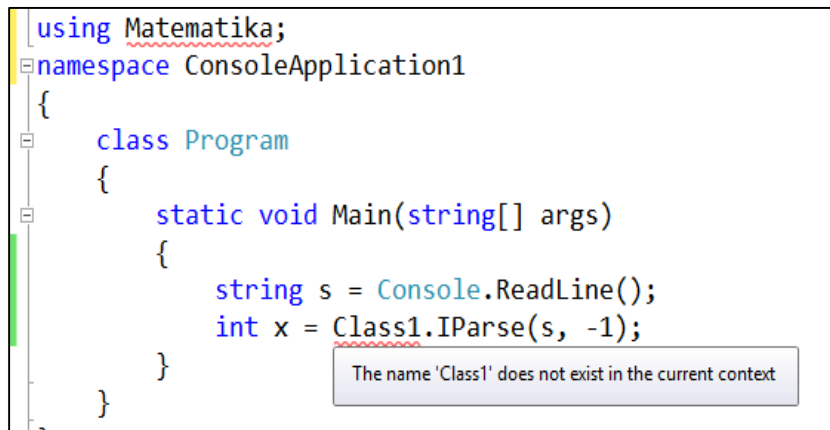 using Matematika;
namespace ConsoleApplication1
{
    class Program
    {
        static void Main(string[] args)
        {
            string s = Console.ReadLine();
            int x = Class1.IParse(s, -1);
        }
The name 'Class1' does not exist in the current context
    }
}